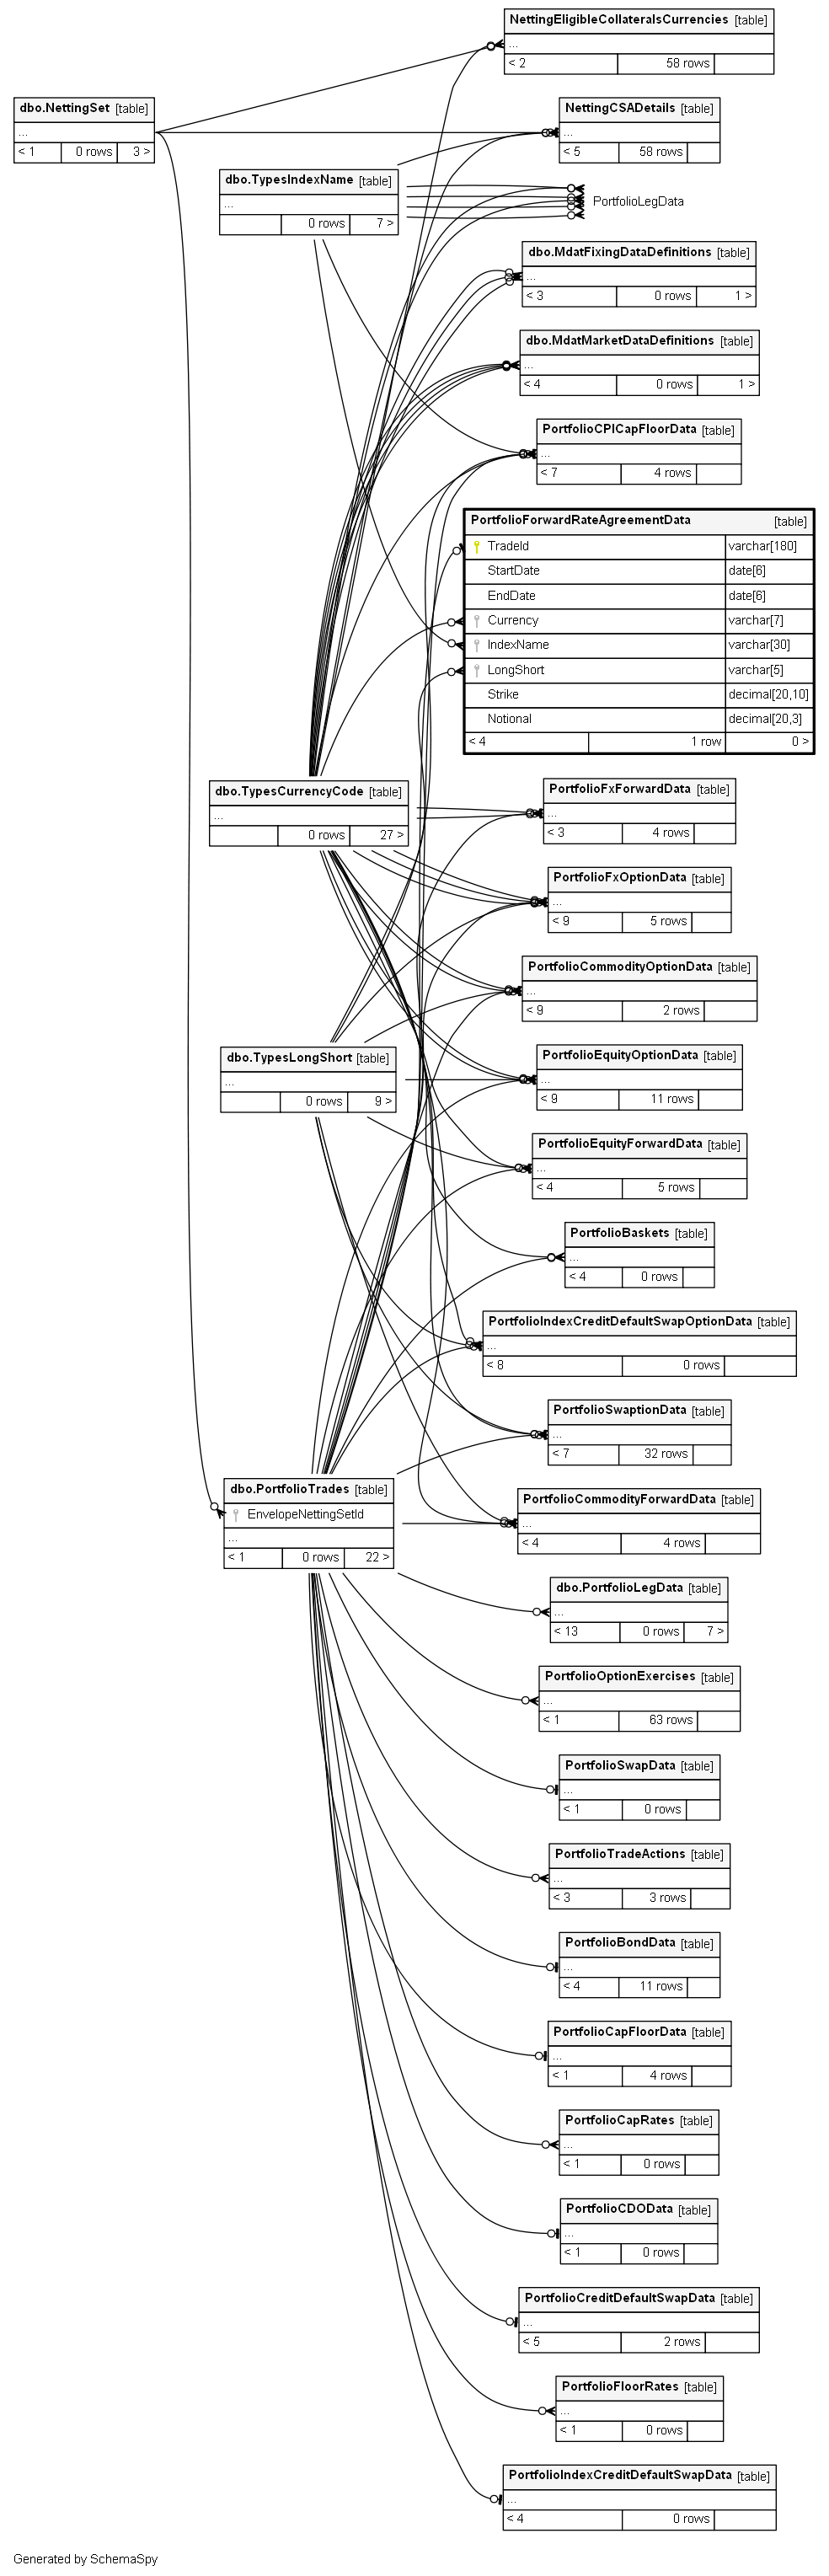 NettingEligibleCollateralsCurrencies [table]
...
< 2 58 rows
dbo.NettingSet [table]
...
< 1 0 rows 3 >
NettingCSADetails [table]
...
< 5 58 rows
dbo.TypesIndexName [table]
...
0 rows 7 >
PortfolioLegData
dbo.MdatFixingDataDefinitions [table]
...
< 3 0 rows 1 >
dbo.MdatMarketDataDefinitions [table]
...
< 4 0 rows 1 >
PortfolioCPICapFloorData [table]
...
< 7 4 rows
PortfolioForwardRateAgreementData [table]
TradeId varchar[180]
StartDate date[6]
EndDate date[6]
Currency varchar[7]
IndexName varchar[30]
LongShort varchar[5]
Strike decimal[20,10]
Notional decimal[20,3]
< 4 1 row 0 >
dbo.TypesCurrencyCode [table]
...
0 rows 27 >
PortfolioFxForwardData [table]
...
< 3 4 rows
PortfolioFxOptionData [table]
...
< 9 5 rows
PortfolioCommodityOptionData [table]
...
< 9 2 rows
dbo.TypesLongShort [table]
...
0 rows 9 >
PortfolioEquityOptionData [table]
...
< 9 11 rows
PortfolioEquityForwardData [table]
...
< 4 5 rows
PortfolioBaskets [table]
...
< 4 0 rows
PortfolioIndexCreditDefaultSwapOptionData [table]
...
< 8 0 rows
PortfolioSwaptionData [table]
...
< 7 32 rows
dbo.PortfolioTrades [table]
EnvelopeNettingSetId
...
< 1 0 rows 22 >
PortfolioCommodityForwardData [table]
...
< 4 4 rows
dbo.PortfolioLegData [table]
...
< 13 0 rows 7 >
PortfolioOptionExercises [table]
...
< 1 63 rows
PortfolioSwapData [table]
...
< 1 0 rows
PortfolioTradeActions [table]
...
< 3 3 rows
PortfolioBondData [table]
...
< 4 11 rows
PortfolioCapFloorData [table]
...
< 1 4 rows
PortfolioCapRates [table]
...
< 1 0 rows
PortfolioCDOData [table]
...
< 1 0 rows
PortfolioCreditDefaultSwapData [table]
...
< 5 2 rows
PortfolioFloorRates [table]
...
< 1 0 rows
PortfolioIndexCreditDefaultSwapData [table]
...
< 4 0 rows
Generated by SchemaSpy